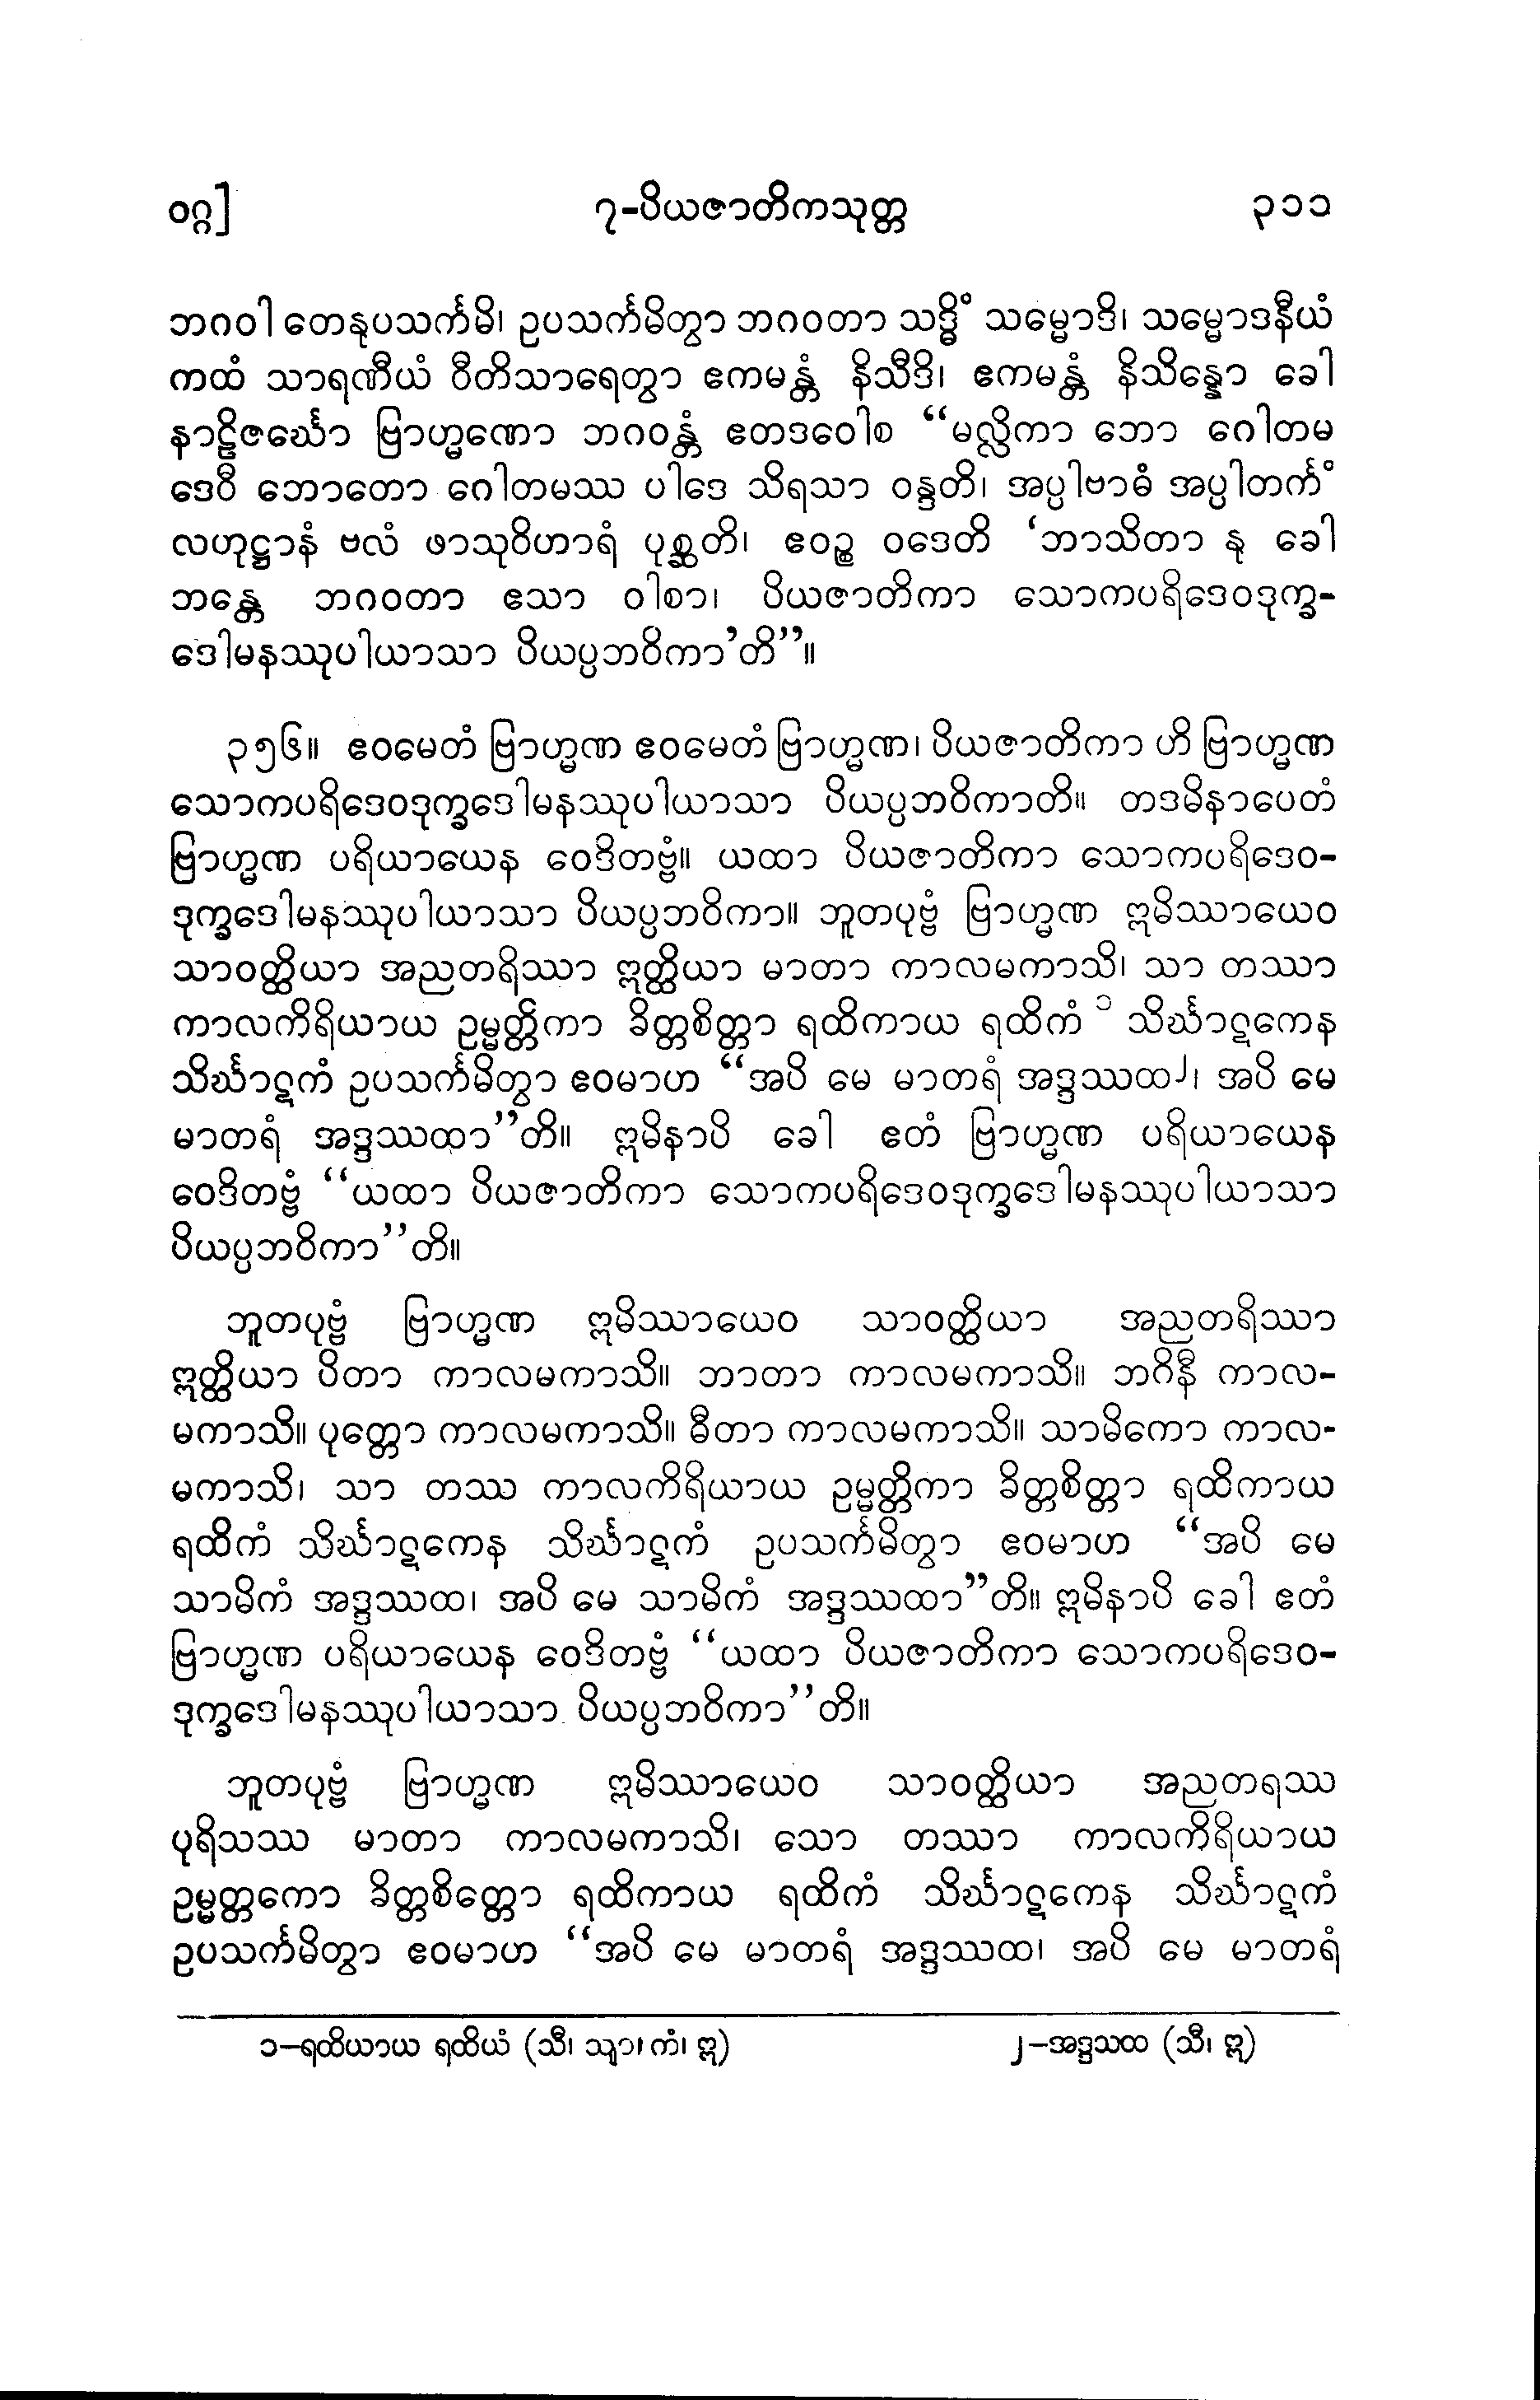 ဝဂ္ဂ]
၇-ပိယဇာတိကသုတ္တ
၃၁၁
ဘဂဝါ တေနုပသင်္ကမိ၊ ဥပသင်္ကမိတွာ ဘဂဝတာ သဒ္ဓိံ သမ္မောဒိ၊ သမ္မောဒနီယံ
ကထံ သာရဏီယံ ဝီတိသာရေတွာ ဧကမန္တံ နိသီဒိ၊ ဧကမန္တံ နိသိန္နော ခေါ
နာဠိဇင်္ဃော ဗြာဟ္မဏော ဘဂဝန္တံ ဧတဒဝေါစ “မလ္လိကာ ဘော ဂေါတမ
ဒေဝီ ဘောတော ဂေါတမဿ ပါဒေ သိရသာ ဝန္ဒတိ၊ အပ္ပါဗာဓံ အပ္ပါတင်္ကံ
လဟုဋ္ဌာနံ ဗလံ ဖာသုဝိဟာရံ ပုစ္ဆတိ၊ ဧဝဉ္စ ဝဒေတိ ‘ဘာသိတာ နု ခေါ
ဘန္တေ ဘဂဝတာ ဧသာ ဝါစာ၊ ပိယဇာတိကာ သောကပရိဒေဝဒုက္ခ-
ဒေါမနဿုပါယာသာ ပိယပ္ပဘဝိကာ’တိ”။
၃၅၆။ ဧဝမေတံ ဗြာဟ္မဏ ဧဝမေတံ ဗြာဟ္မဏ၊ ပိယဇာတိကာ ဟိ ဗြာဟ္မဏ
သောကပရိဒေဝဒုက္ခဒေါမနဿုပါယာသာ ပိယပ္ပဘဝိကာတိ။ တဒမိနာပေတံ
ဗြာဟ္မဏ ပရိယာယေန ဝေဒိတဗ္ဗံ။ ယထာ ပိယဇာတိကာ သောကပရိဒေဝ-
ဒုက္ခဒေါမနဿုပါယာသာ ပိယပ္ပဘဝိကာ။ ဘူတပုဗ္ဗံ ဗြာဟ္မဏ ဣမိဿာယေဝ
သာဝတ္ထိယာ အညတရိဿာ ဣတ္ထိယာ မာတာ ကာလမကာသိ၊ သာ တဿာ
ကာလကိရိယာယ ဥမ္မတ္တိကာ ခိတ္တစိတ္တာ ရထိကာယ ရထိကံ ၁ သိင်္ဃာဋကေန
သိင်္ဃာဋကံ ဥပသင်္ကမိတွာ ဧဝမာဟ “အပိ မေ မာတရံ အဒ္ဒဿထ၂၊ အပိ မေ
မာတရံ အဒ္ဒဿထာ”တိ။ ဣမိနာပိ ခေါ ဧတံ ဗြာဟ္မဏ ပရိယာယေန
ဝေဒိတဗ္ဗံ “ယထာ ပိယဇာတိကာ သောကပရိဒေဝဒုက္ခဒေါမနဿုပါယာသာ
ပိယပ္ပဘဝိကာ”တိ။
ဘူတပုဗ္ဗံ ဗြာဟ္မဏ ဣမိဿာယေဝ သာဝတ္ထိယာ အညတရိဿာ
ဣတ္ထိယာ ပိတာ ကာလမကာသိ။ ဘာတာ ကာလမကာသိ။ ဘဂိနီ ကာလ-
မကာသိ။ ပုတ္တော ကာလမကာသိ။ ဓီတာ ကာလမကာသိ။ သာမိကော ကာလ-
မကာသိ၊ သာ တဿ ကာလကိရိယာယ ဥမ္မတ္တိကာ ခိတ္တစိတ္တာ ရထိကာယ
ရထိကံ သိင်္ဃာဋကေန သိင်္ဃာဋကံ ဥပသင်္ကမိတွာ ဧဝမာဟ “အပိ မေ
သာမိကံ အဒ္ဒဿထ၊ အပိ မေ သာမိကံ အဒ္ဒဿထာ”တိ။ ဣမိနာပိ ခေါ ဧတံ
ဗြာဟ္မဏ ပရိယာယေန ဝေဒိတဗ္ဗံ “ယထာ ပိယဇာတိကာ သောကပရိဒေဝ-
ဒုက္ခဒေါမနဿုပါယာသာ ပိယပ္ပဘဝိကာ”တိ။
ဘူတပုဗ္ဗံ ဗြာဟ္မဏ ဣမိဿာယေဝ သာဝတ္ထိယာ အညတရဿ
ပုရိသဿ မာတာ ကာလမကာသိ၊ သော တဿာ ကာလကိရိယာယ
ဥမ္မတ္တကော ခိတ္တစိတ္တော ရထိကာယ ရထိကံ သိင်္ဃာဋကေန သိင်္ဃာဋကံ
ဥပသင်္ကမိတွာ ဧဝမာဟ “အပိ မေ မာတရံ အဒ္ဒဿထ၊ အပိ မေ မာတရံ
၁–ရထိယာယ ရထိယံ (သီ၊ သျာ၊ ကံ၊ ဣ)
၂–အဒ္ဒသထ (သီ၊ ဣ)